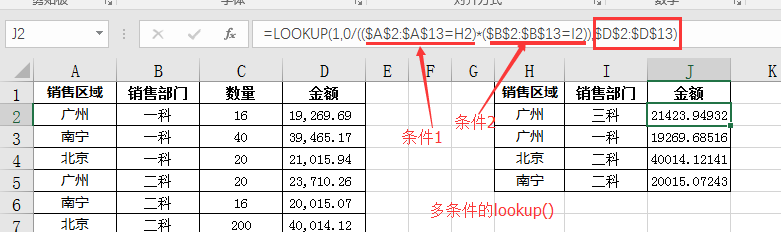 J2 fx =LOOKUP(1,0/(($A$2:$A$13=H2)*($B$2:$B$13=I2)),$D$2:$D$13)
A B C D E F G H I J K
1 销售区域 销售部门 数量 金额 销售区域 销售部门 金额
2 广州 一科 16 19,269.69 广州 三科 21423.94932
3 南宁 一科 40 39,465.17 条件1 条件2 广州 一科 19269.68516
4 北京 一科 20 21,015.94 北京 二科 40014.12141
5 广州 二科 20 23,710.26 南宁 二科 20015.07243
6 南宁 二科 16 20,015.07 多条件的lookup()
7 北京 二科 200 40,014.12